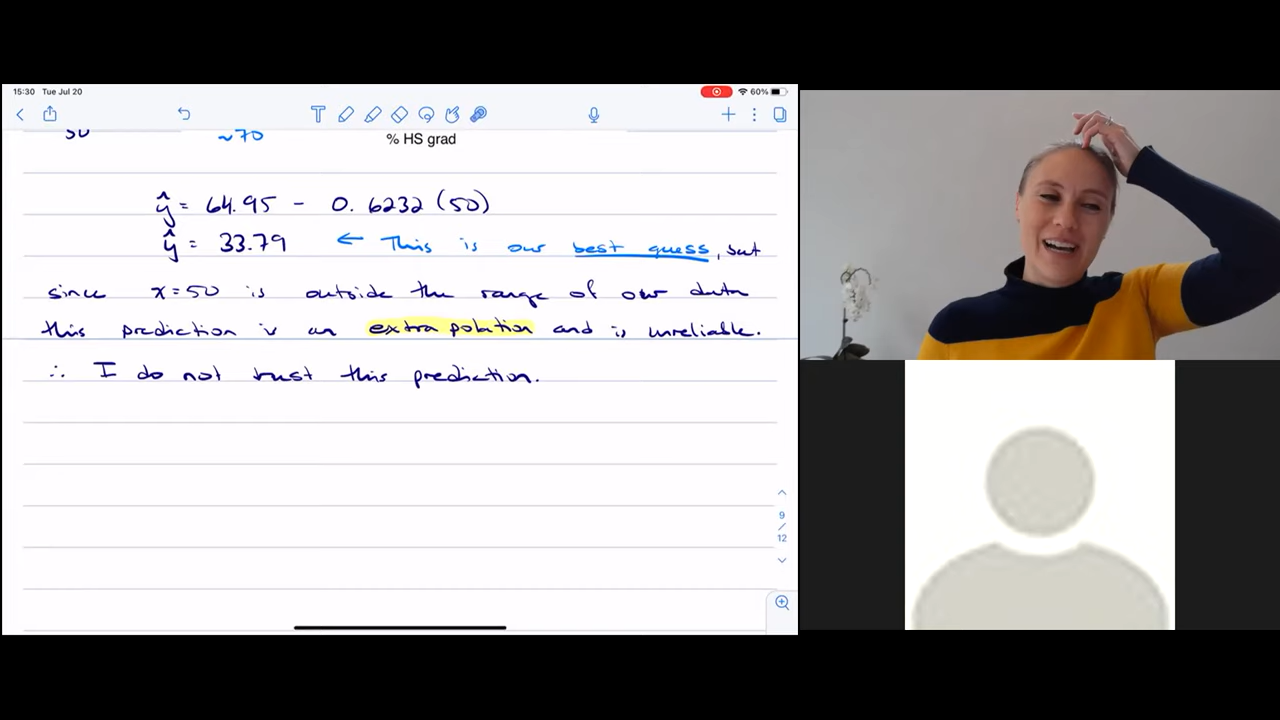 15:30 Tue Jul 20
60%
50 ~70 % HS grad
ŷ = 64.95 - 0.6232 (50)
ŷ = 33.79 ← This is our best guess, but
since x=50 is outside the range of our data
this prediction is an extrapolation and is unreliable.
∴ I do not trust this prediction.
9
/
12